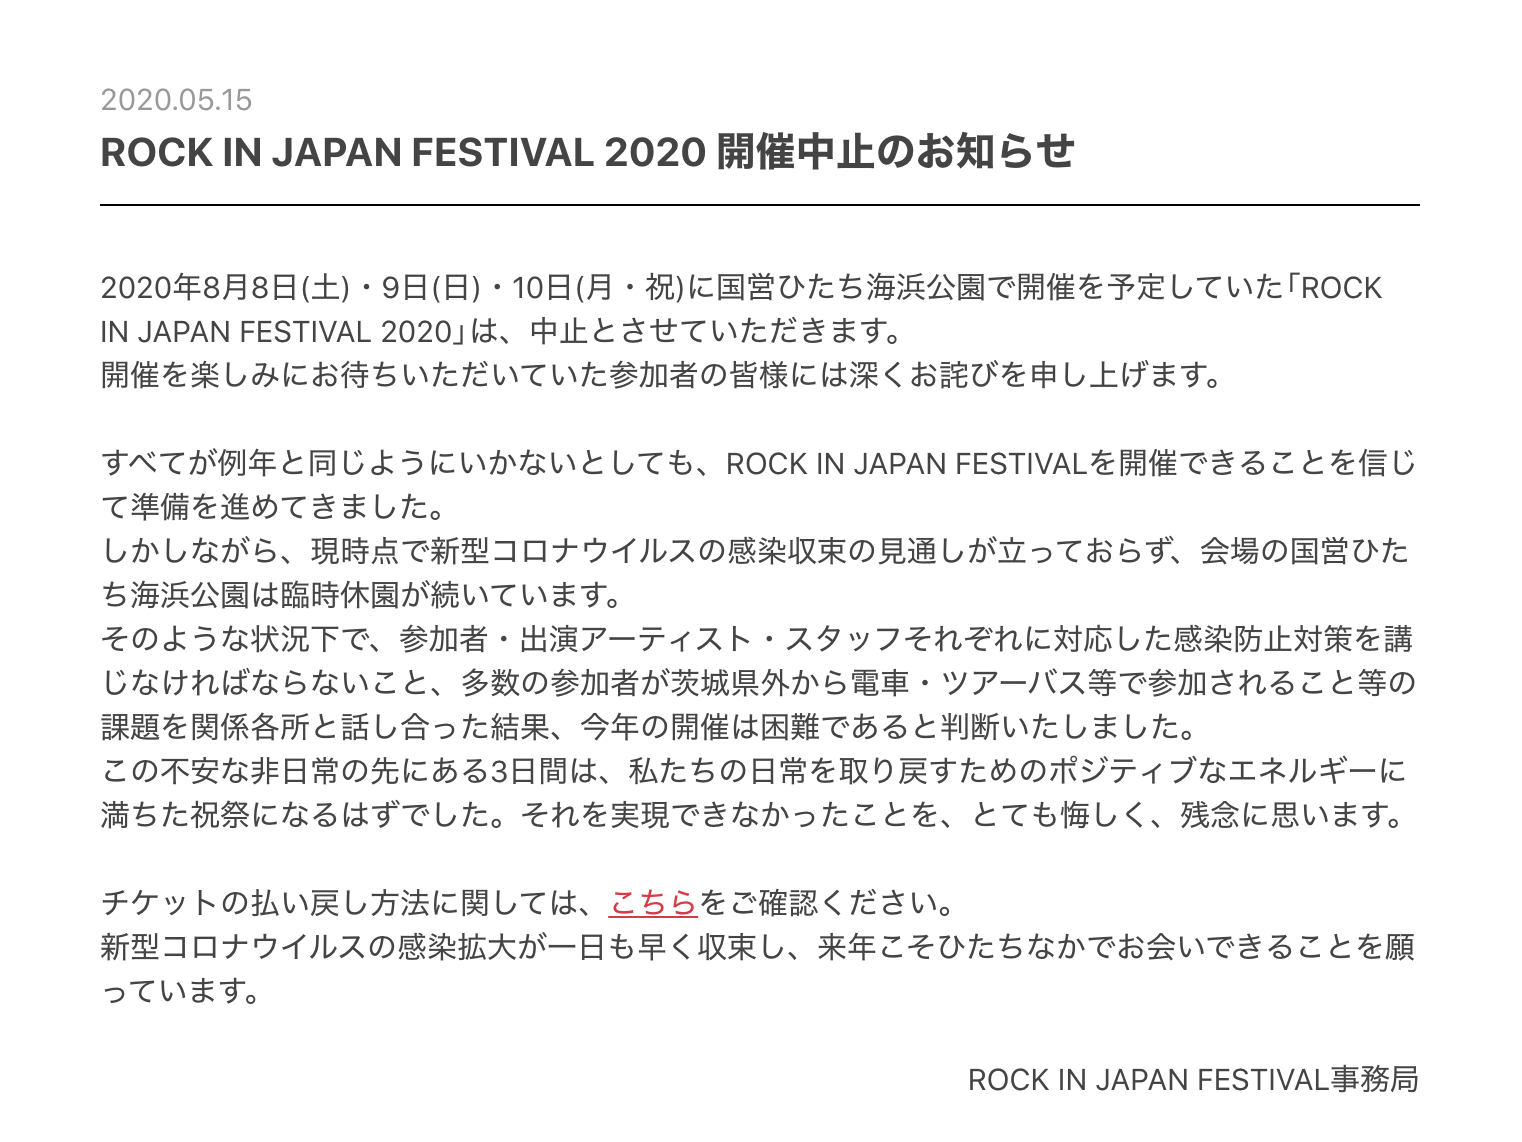 2020.05.15
ROCK IN JAPAN FESTIVAL 2020 開催中止のお知らせ
2020年8月8日(土)・9日(日)・10日(月・祝)に国営ひたち海浜公園で開催を予定していた「ROCK
IN JAPAN FESTIVAL 2020」は、中止とさせていただきます。
開催を楽しみにお待ちいただいていた参加者の皆様には深くお詫びを申し上げます。
すべてが例年と同じようにいかないとしても、ROCK IN JAPAN FESTIVALを開催できることを信じ
て準備を進めてきました。
しかしながら、現時点で新型コロナウイルスの感染収束の見通しが立っておらず、会場の国営ひた
ち海浜公園は臨時休園が続いています。
そのような状況下で、参加者・出演アーティスト・スタッフそれぞれに対応した感染防止対策を講
じなければならないこと、多数の参加者が茨城県外から電車・ツアーバス等で参加されること等の
課題を関係各所と話し合った結果、今年の開催は困難であると判断いたしました。
この不安な非日常の先にある3日間は、私たちの日常を取り戻すためのポジティブなエネルギーに
満ちた祝祭になるはずでした。それを実現できなかったことを、とても悔しく、残念に思います。
チケットの払い戻し方法に関しては、こちらをご確認ください。
新型コロナウイルスの感染拡大が一日も早く収束し、来年こそひたちなかでお会いできることを願
っています。
ROCK IN JAPAN FESTIVAL事務局